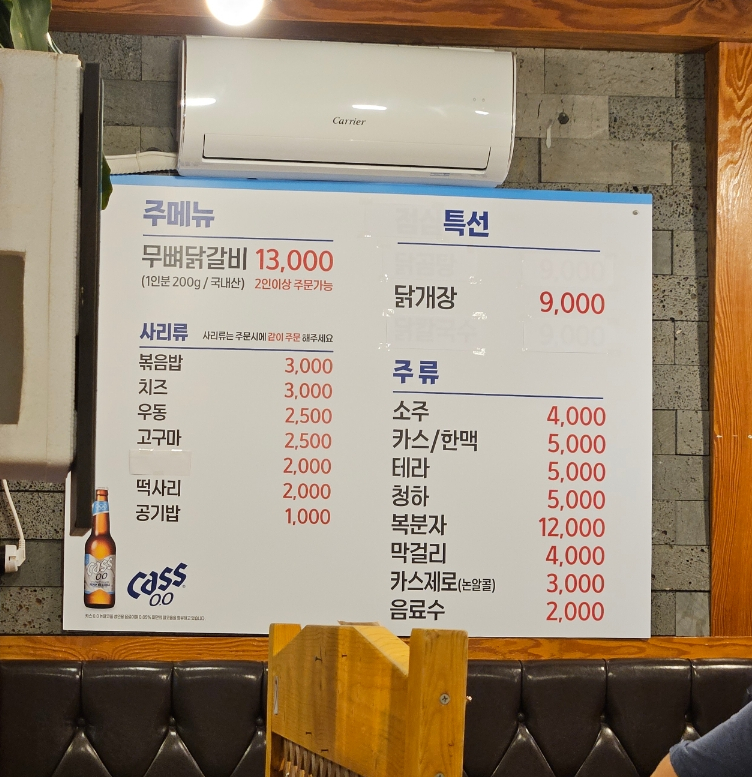 Carrier
주메뉴
무뼈닭갈비 13,000
(1인분 200g / 국내산) 2인이상 주문가능
사리류 사리류는 주문시에 같이 주문 해주세요
볶음밥 3,000
치즈 3,000
우동 2,500
고구마 2,500
2,000
떡사리 2,000
공기밥 1,000
Cass
00
특선
닭개장 9,000
주류
소주 4,000
카스/한맥 5,000
테라 5,000
청하 5,000
복분자 12,000
막걸리 4,000
카스제로(논알콜) 3,000
음료수 2,000